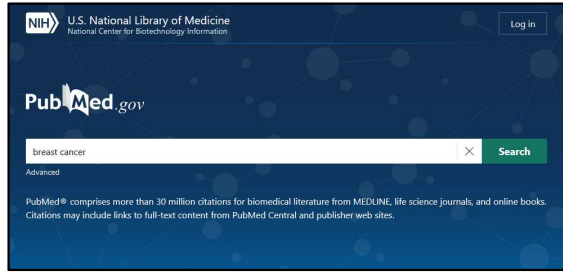 NIH U.S. National Library of Medicine
National Center for Biotechnology Information
Log in
PubMed.gov
breast cancer
Search
Advanced
PubMed® comprises more than 30 million citations for biomedical literature from MEDLINE, life science journals, and online books.
Citations may include links to full-text content from PubMed Central and publisher web sites.